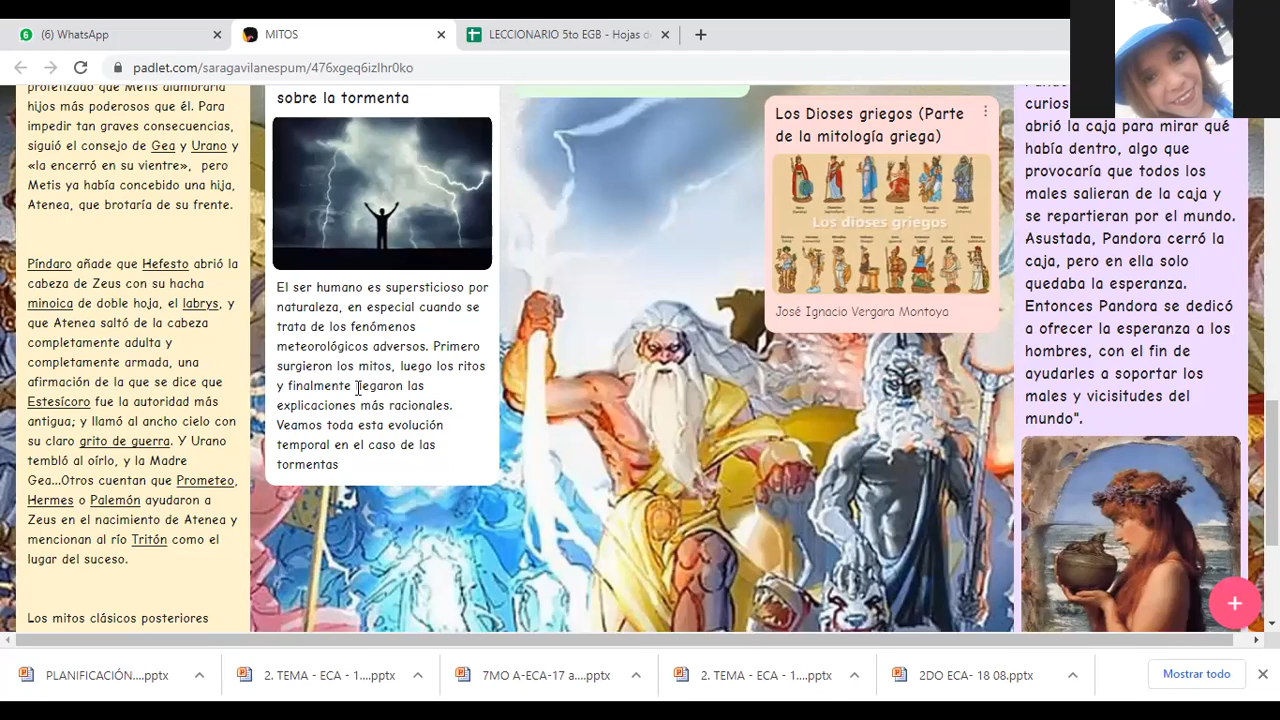 (6) WhatsApp
MITOS
LECCIONARIO 5to EGB - Hojas de
padlet.com/saragavilanespum/476xgeq6izlhr0ko
profetizado que Metis alumbraría
hijos más poderosos que él. Para
impedir tan graves consecuencias,
siguió el consejo de Gea y Urano y
«la encerró en su vientre», pero
Metis ya había concebido una hija,
Atenea, que brotaría de su frente.
Píndaro añade que Hefesto abrió la
cabeza de Zeus con su hacha
minoica de doble hoja, el labrys, y
que Atenea saltó de la cabeza
completamente adulta y
completamente armada, una
afirmación de la que se dice que
Estesícoro fue la autoridad más
antigua; y llamó al ancho cielo con
su claro grito de guerra. Y Urano
tembló al oírlo, y la Madre
Gea...Otros cuentan que Prometeo,
Hermes o Palemón ayudaron a
Zeus en el nacimiento de Atenea y
mencionan al río Tritón como el
lugar del suceso.
Los mitos clásicos posteriores
sobre la tormenta
El ser humano es supersticioso por
naturaleza, en especial cuando se
trata de los fenómenos
meteorológicos adversos. Primero
surgieron los mitos, luego los ritos
y finalmente llegaron las
explicaciones más racionales.
Veamos toda esta evolución
temporal en el caso de las
tormentas
Los Dioses griegos (Parte
de la mitología griega)
Los dioses griegos
José Ignacio Vergara Montoya
curios
abrió la caja para mirar qué
había dentro, algo que
provocaría que todos los
males salieran de la caja y
se repartieran por el mundo.
Asustada, Pandora cerró la
caja, pero en ella solo
quedaba la esperanza.
Entonces Pandora se dedicó
a ofrecer la esperanza a los
hombres, con el fin de
ayudarles a soportar los
males y vicisitudes del
mundo".
PLANIFICACIÓN....pptx
2. TEMA - ECA - 1....pptx
7MO A-ECA-17 a....pptx
2. TEMA - ECA - 1....pptx
2DO ECA- 18 08.pptx
Mostrar todo